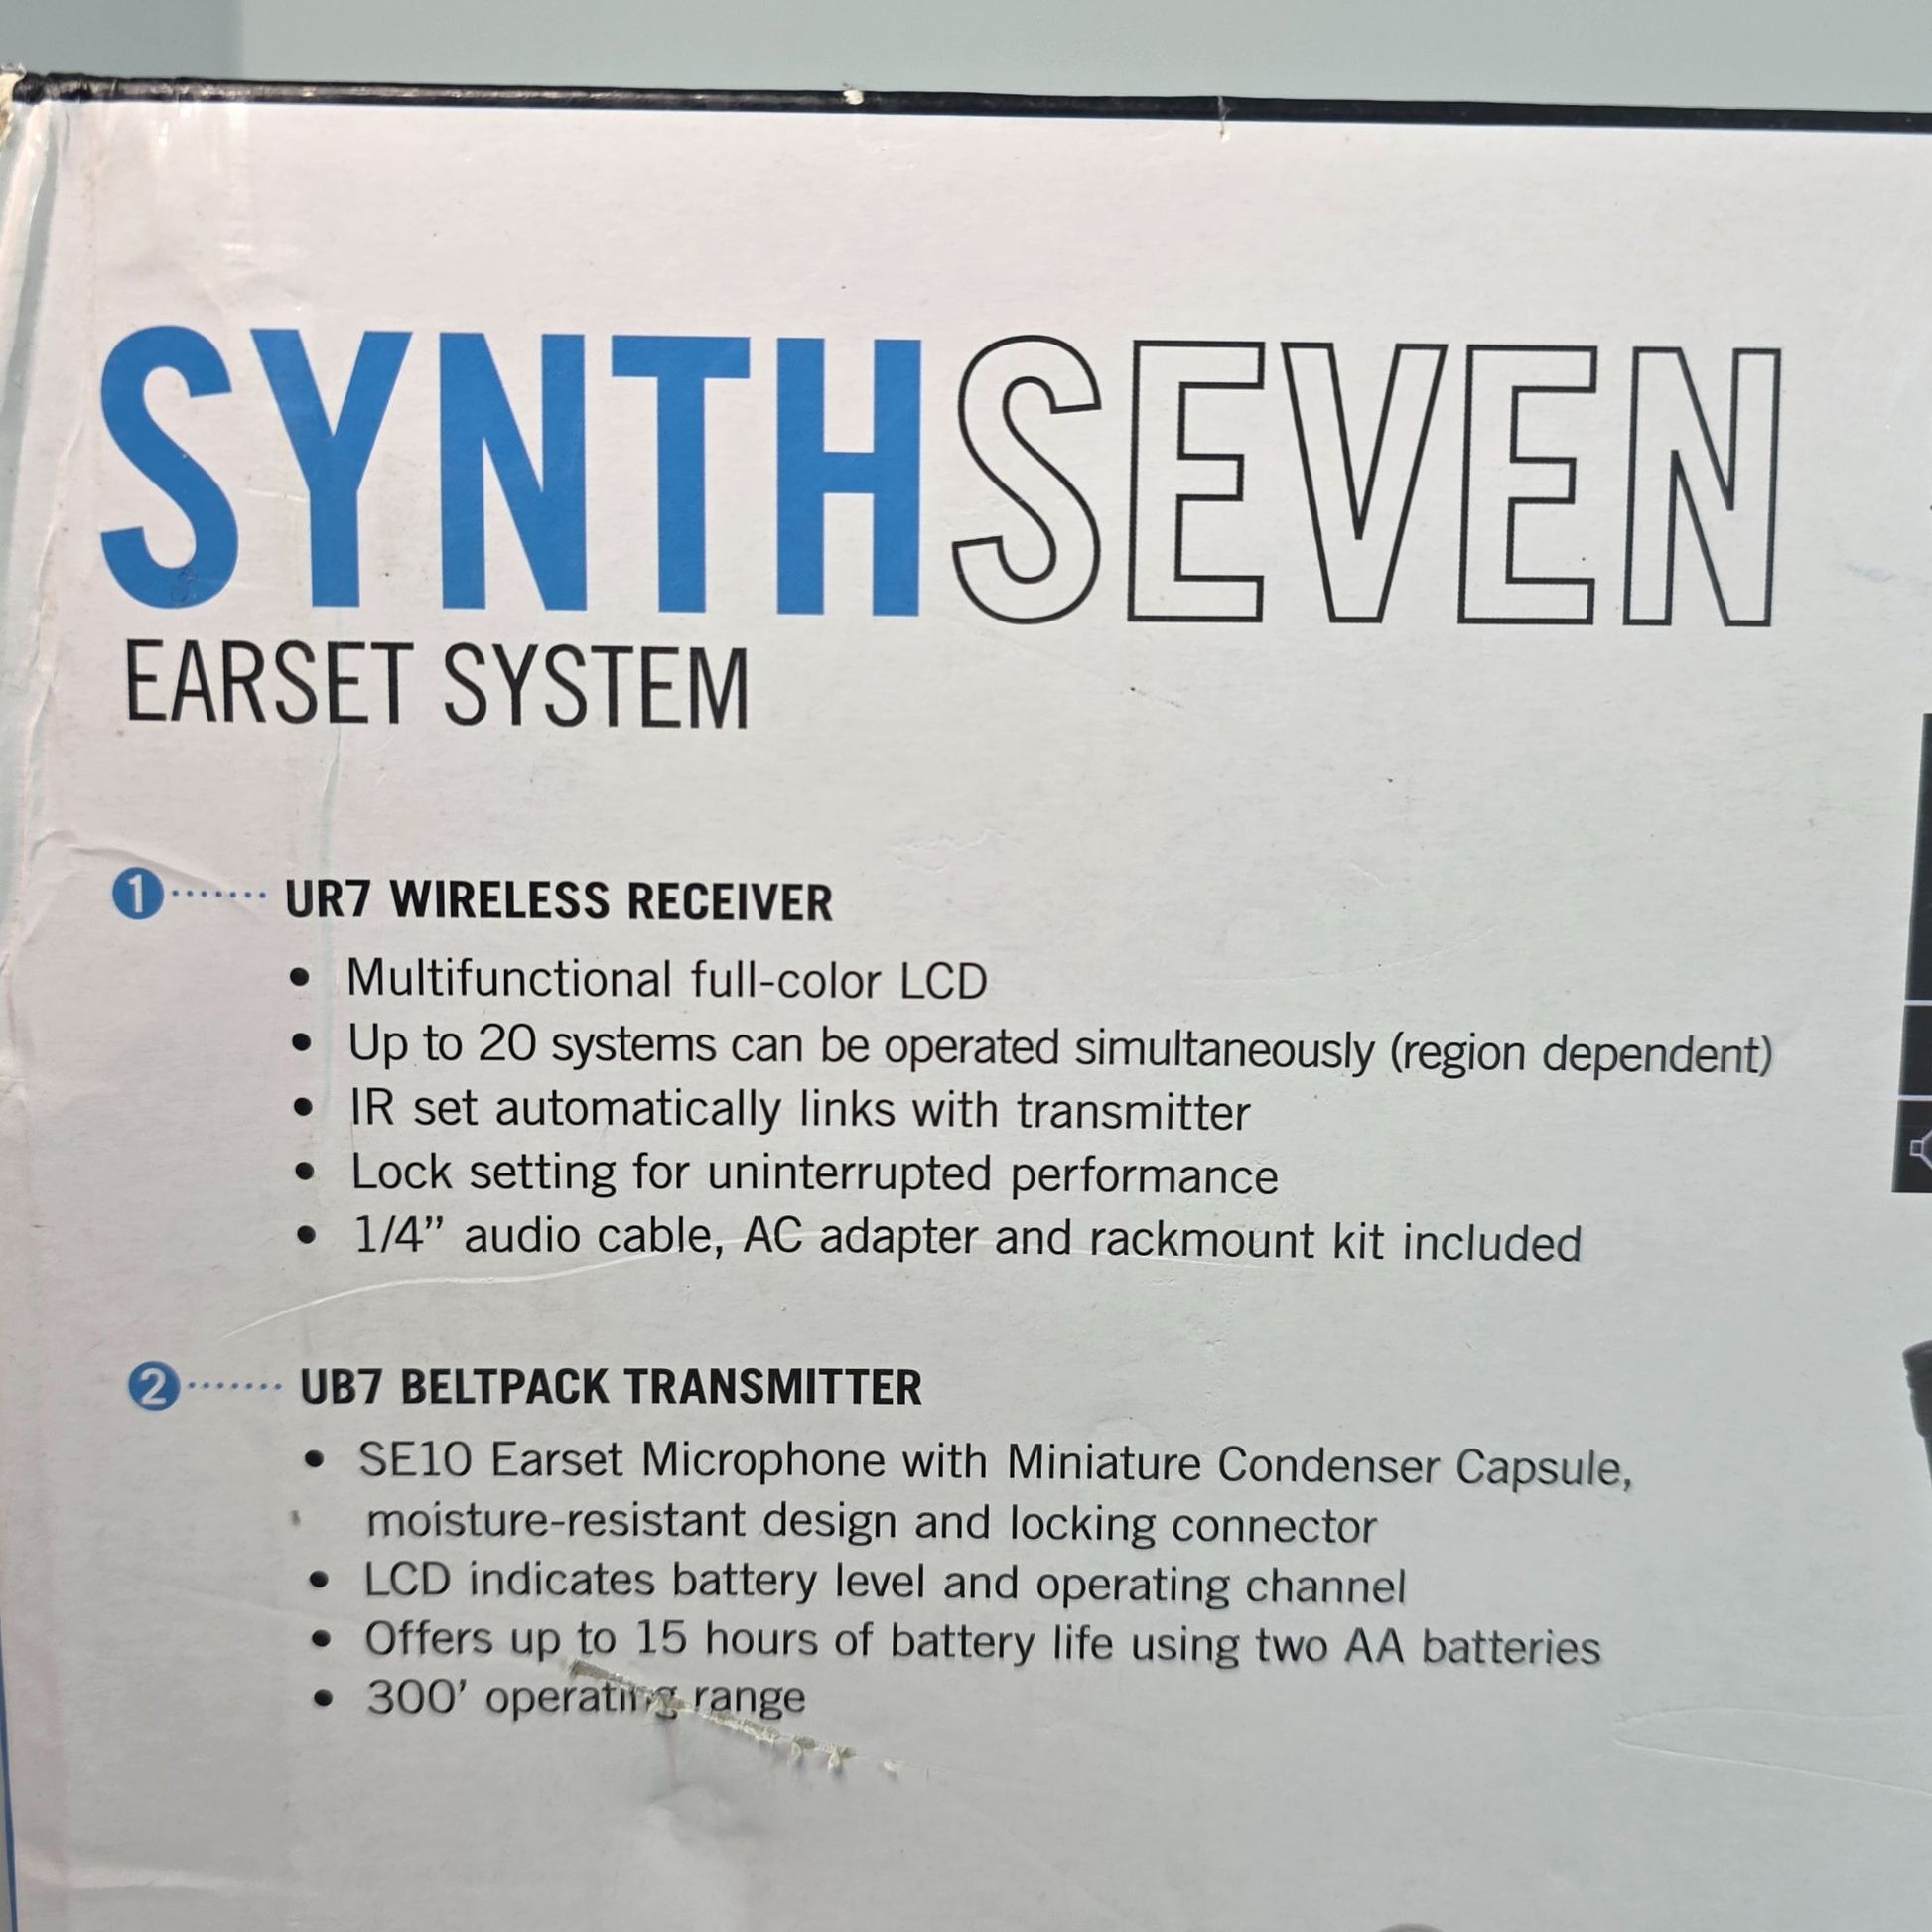 SYNTHSEVEN
EARSET SYSTEM
1 ....... UR7 WIRELESS RECEIVER
• Multifunctional full-color LCD
• Up to 20 systems can be operated simultaneously (region dependent)
• IR set automatically links with transmitter
• Lock setting for uninterrupted performance
• 1/4” audio cable, AC adapter and rackmount kit included
2 ....... UB7 BELTPACK TRANSMITTER
• SE10 Earset Microphone with Miniature Condenser Capsule,
moisture-resistant design and locking connector
• LCD indicates battery level and operating channel
• Offers up to 15 hours of battery life using two AA batteries
• 300’ operating range